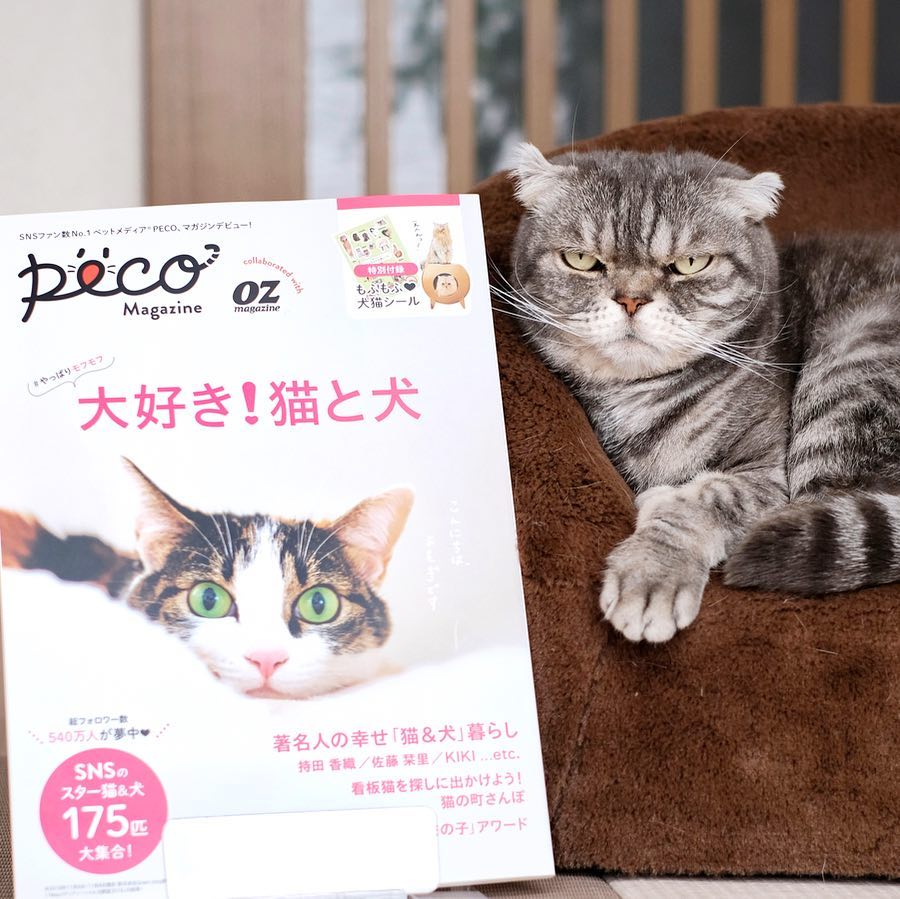 SNSファン数No.1ペットメディア※PECO、マガジンデビュー!
PECO
Magazine
collaborated with
OZ
magazine
特別付録
もふもふ♥
犬猫シール
#やっぱりモフモフ
大好き!猫と犬
総フォロワー数
540万人が夢中♥
SNSの
スター猫&犬
175匹
大集合!
著名人の幸せ「猫&犬」暮らし
持田 香織/佐藤 栞里/KIKI ...etc.
看板猫を探しに出かけよう!
猫の町さんぽ
の子」アワード